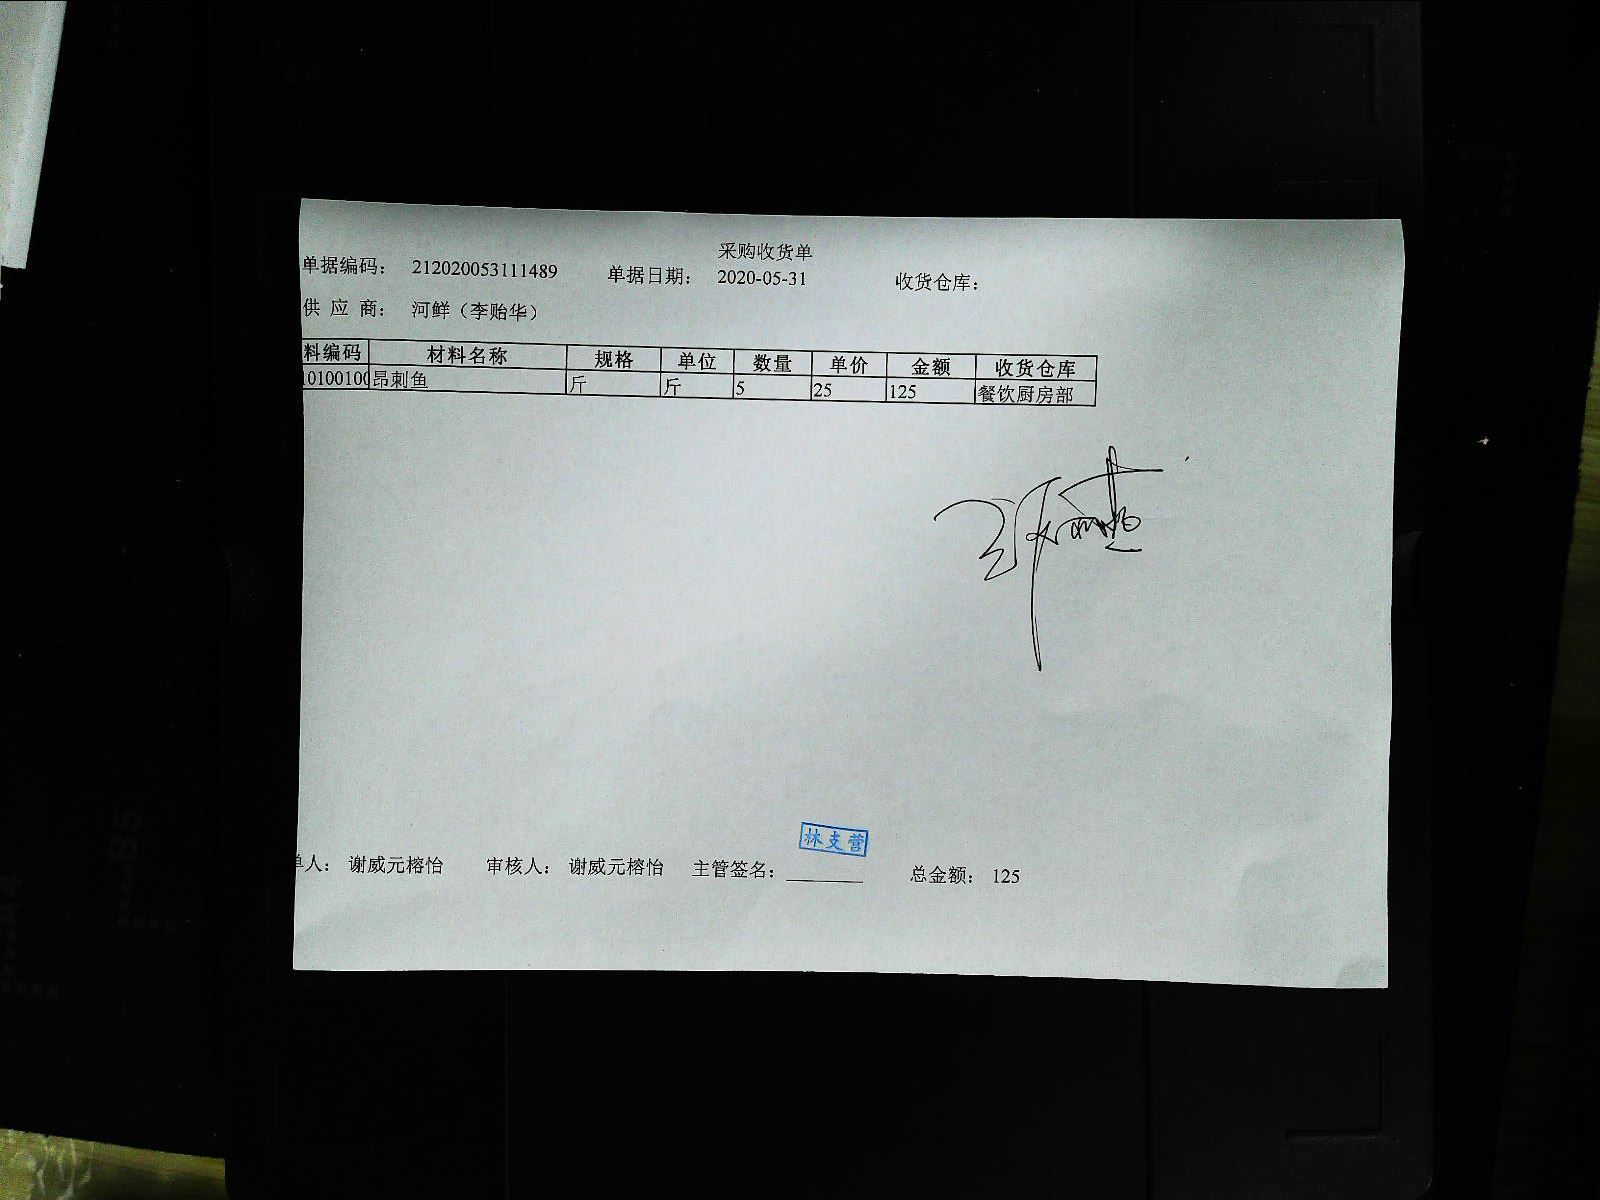 采购收货单
单据编码： 212020053111489 单据日期： 2020-05-31 收货仓库：
供 应 商： 河鲜（李贻华）
料编码 材料名称 规格 单位 数量 单价 金额 收货仓库
10100100 昂刺鱼 斤 斤 5 25 125 餐饮厨房部
林支营
单人： 谢威元榕怡 审核人： 谢威元榕怡 主管签名： 总金额： 125
B5
A4